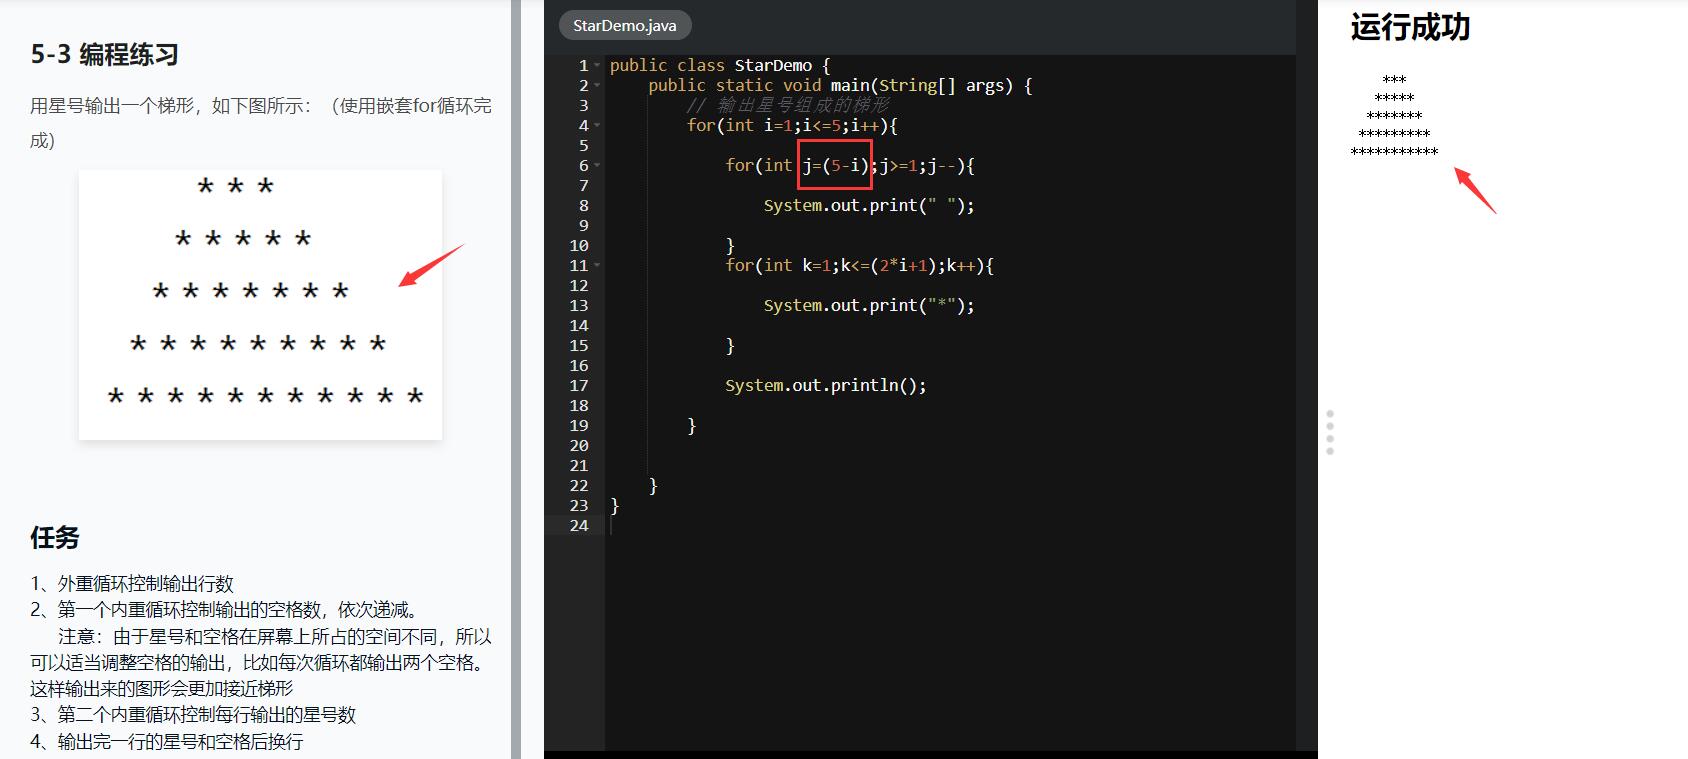 5-3 编程练习
用星号输出一个梯形，如下图所示：（使用嵌套for循环完
成）
* * *
* * * * *
* * * * * * *
* * * * * * * * *
* * * * * * * * * * *
任务
1、外重循环控制输出行数
2、第一个内重循环控制输出的空格数，依次递减。
注意：由于星号和空格在屏幕上所占的空间不同，所以
可以适当调整空格的输出，比如每次循环都输出两个空格。
这样输出来的图形会更加接近梯形
3、第二个内重循环控制每行输出的星号数
4、输出完一行的星号和空格后换行
StarDemo.java
1 public class StarDemo {
2 public static void main(String[] args) {
3 // 输出星号组成的梯形
4 for(int i=1;i<=5;i++){
5
6 for(int j=(5-i);j>=1;j--){
7
8 System.out.print(" ");
9
10 }
11 for(int k=1;k<=(2*i+1);k++){
12
13 System.out.print("*");
14
15 }
16
17 System.out.println();
18
19 }
20
21
22 }
23 }
24
运行成功
***
*****
*******
*********
***********